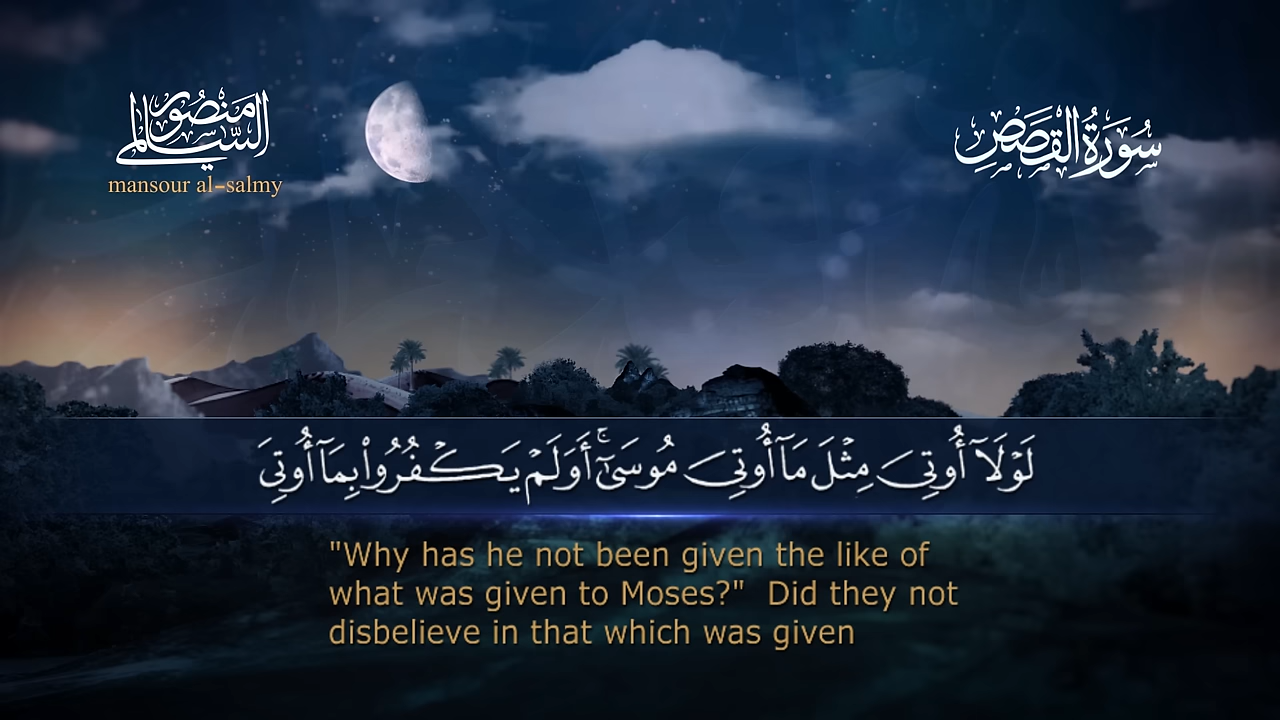 منصور السالمي
mansour al-salmy
سُورَةُ القَصَصِ
لَوْلَآ أُوتِىَ مِثْلَ مَآ أُوتِىَ مُوسَىٰٓ ۚ أَوَلَمْ يَكْفُرُوا۟ بِمَآ أُوتِىَ
"Why has he not been given the like of
what was given to Moses?"  Did they not
disbelieve in that which was given